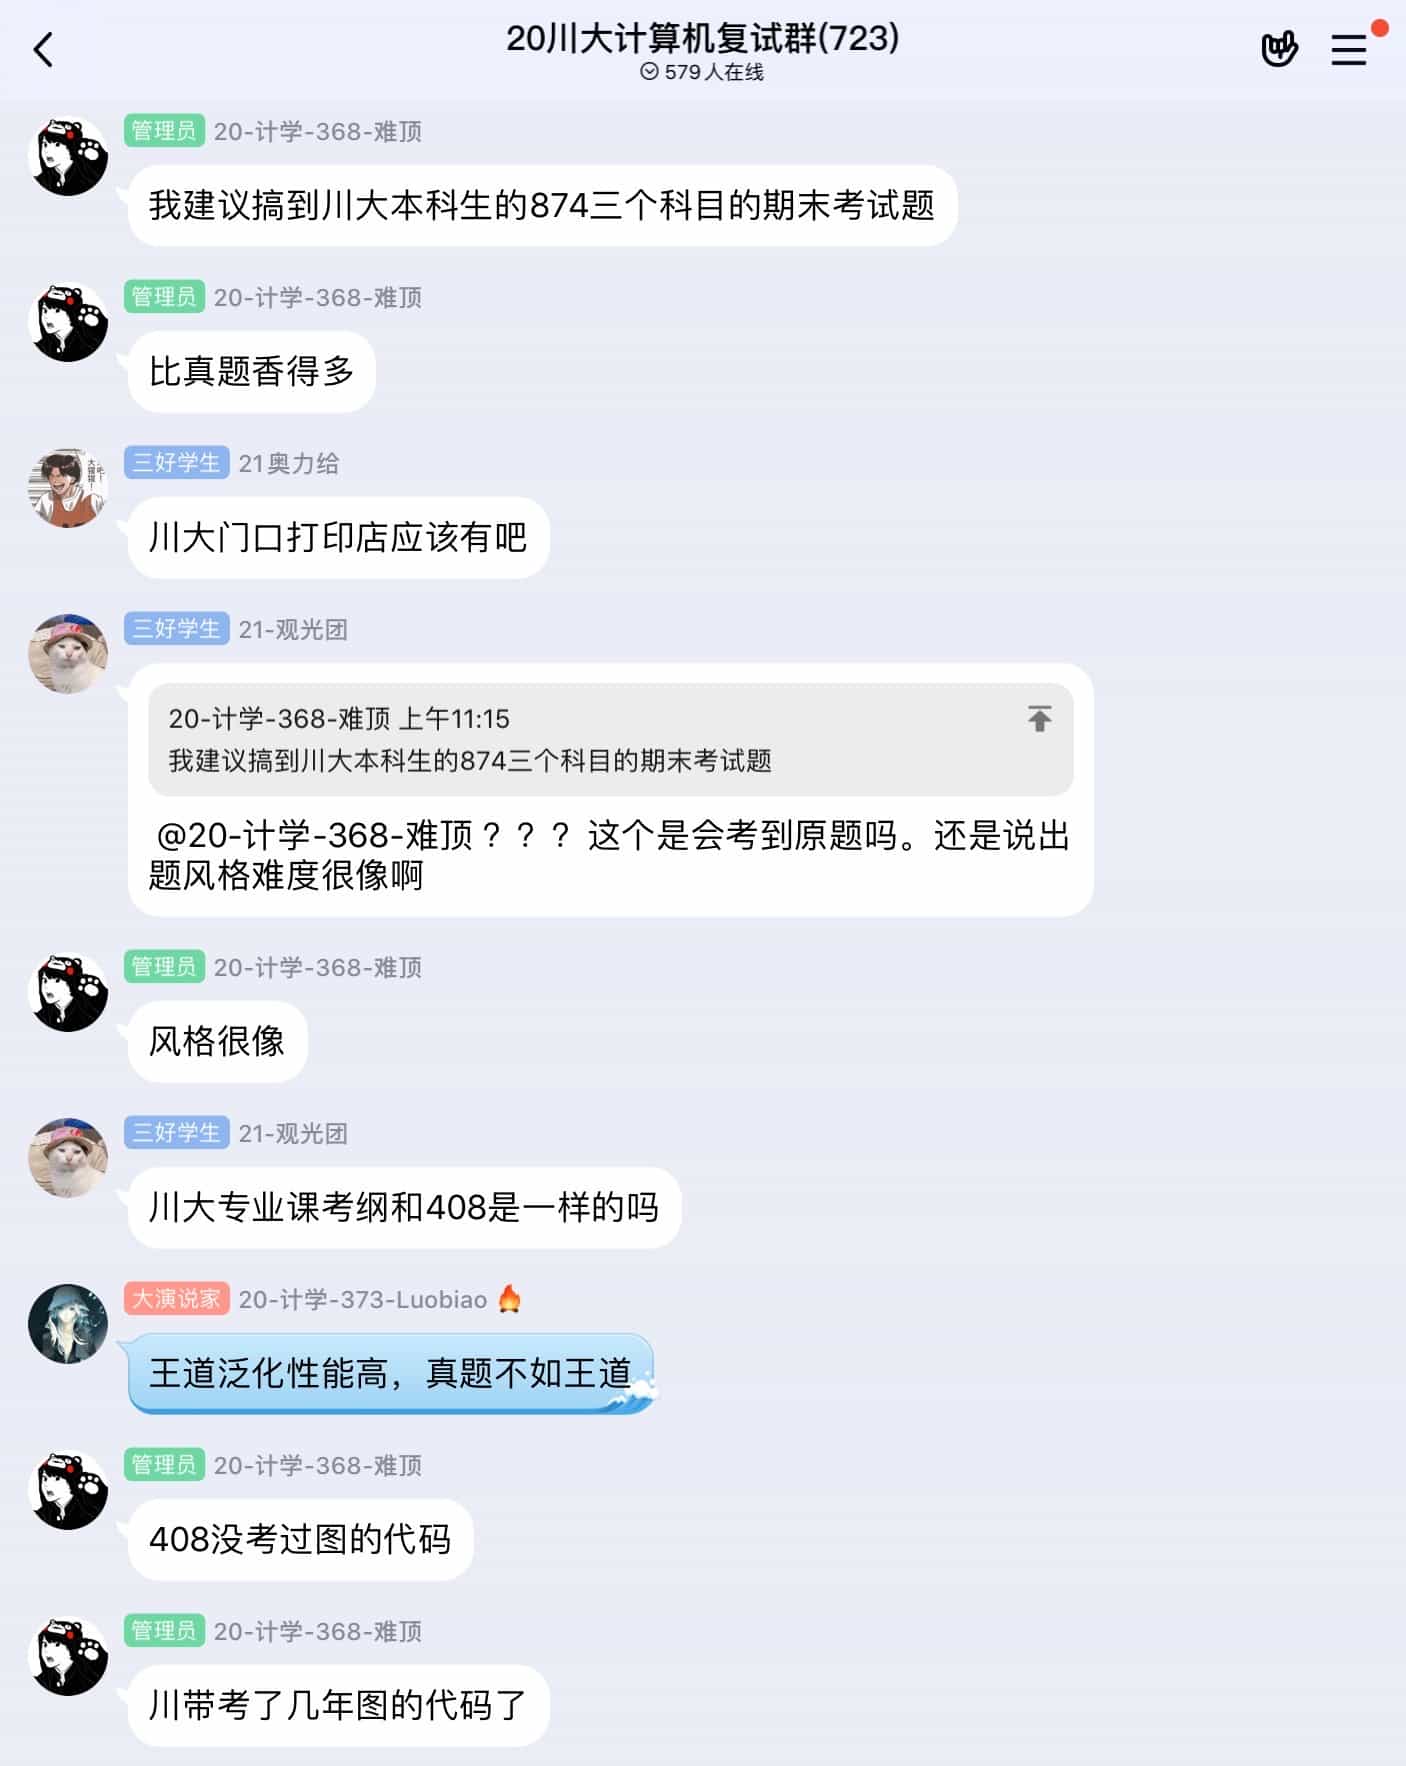 20川大计算机复试群(723)
579人在线
管理员 20-计学-368-难顶
我建议搞到川大本科生的874三个科目的期末考试题
管理员 20-计学-368-难顶
比真题香得多
三好学生 21奥力给
川大门口打印店应该有吧
三好学生 21-观光团
20-计学-368-难顶 上午11:15
我建议搞到川大本科生的874三个科目的期末考试题
@20-计学-368-难顶？？？这个是会考到原题吗。还是说出
题风格难度很像啊
管理员 20-计学-368-难顶
风格很像
三好学生 21-观光团
川大专业课考纲和408是一样的吗
大演说家 20-计学-373-Luobiao 🔥
王道泛化性能高，真题不如王道
管理员 20-计学-368-难顶
408没考过图的代码
管理员 20-计学-368-难顶
川带考了几年图的代码了